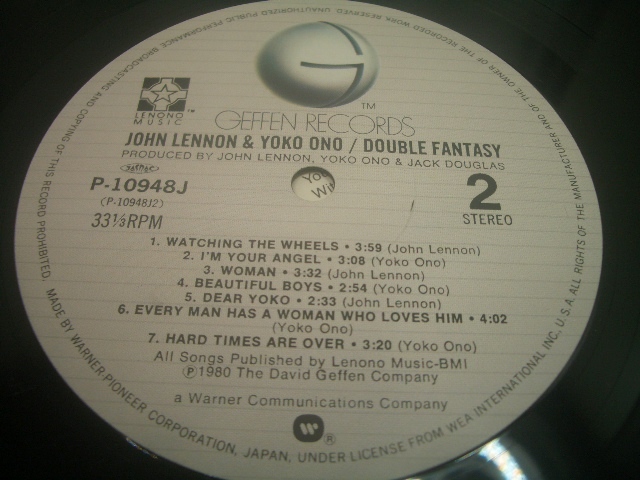 LENONO
MUSIC
TM
GEFFEN RECORDS
JOHN LENNON & YOKO ONO / DOUBLE FANTASY
PRODUCED BY JOHN LENNON, YOKO ONO & JACK DOUGLAS
P-10948J
(P-10948J2)
33⅓RPM
2
STEREO
1. WATCHING THE WHEELS • 3:59 (John Lennon)
2. I'M YOUR ANGEL • 3:08 (Yoko Ono)
3. WOMAN • 3:32 (John Lennon)
4. BEAUTIFUL BOYS • 2:54 (Yoko Ono)
5. DEAR YOKO • 2:33 (John Lennon)
6. EVERY MAN HAS A WOMAN WHO LOVES HIM • 4:02
(Yoko Ono)
7. HARD TIMES ARE OVER • 3:20 (Yoko Ono)
All Songs Published by Lenono Music-BMI
Ⓟ1980 The David Geffen Company
a Warner Communications Company
W®
MADE BY WARNER-PIONEER CORPORATION, JAPAN, UNDER LICENSE FROM WEA INTERNATIONAL INC., U.S.A. ALL RIGHTS OF THE MANUFACTURER AND OF THE OWNER OF THE RECORDED WORK RESERVED. UNAUTHORIZED PUBLIC PERFORMANCE BROADCASTING AND COPYING OF THIS RECORD PROHIBITED.